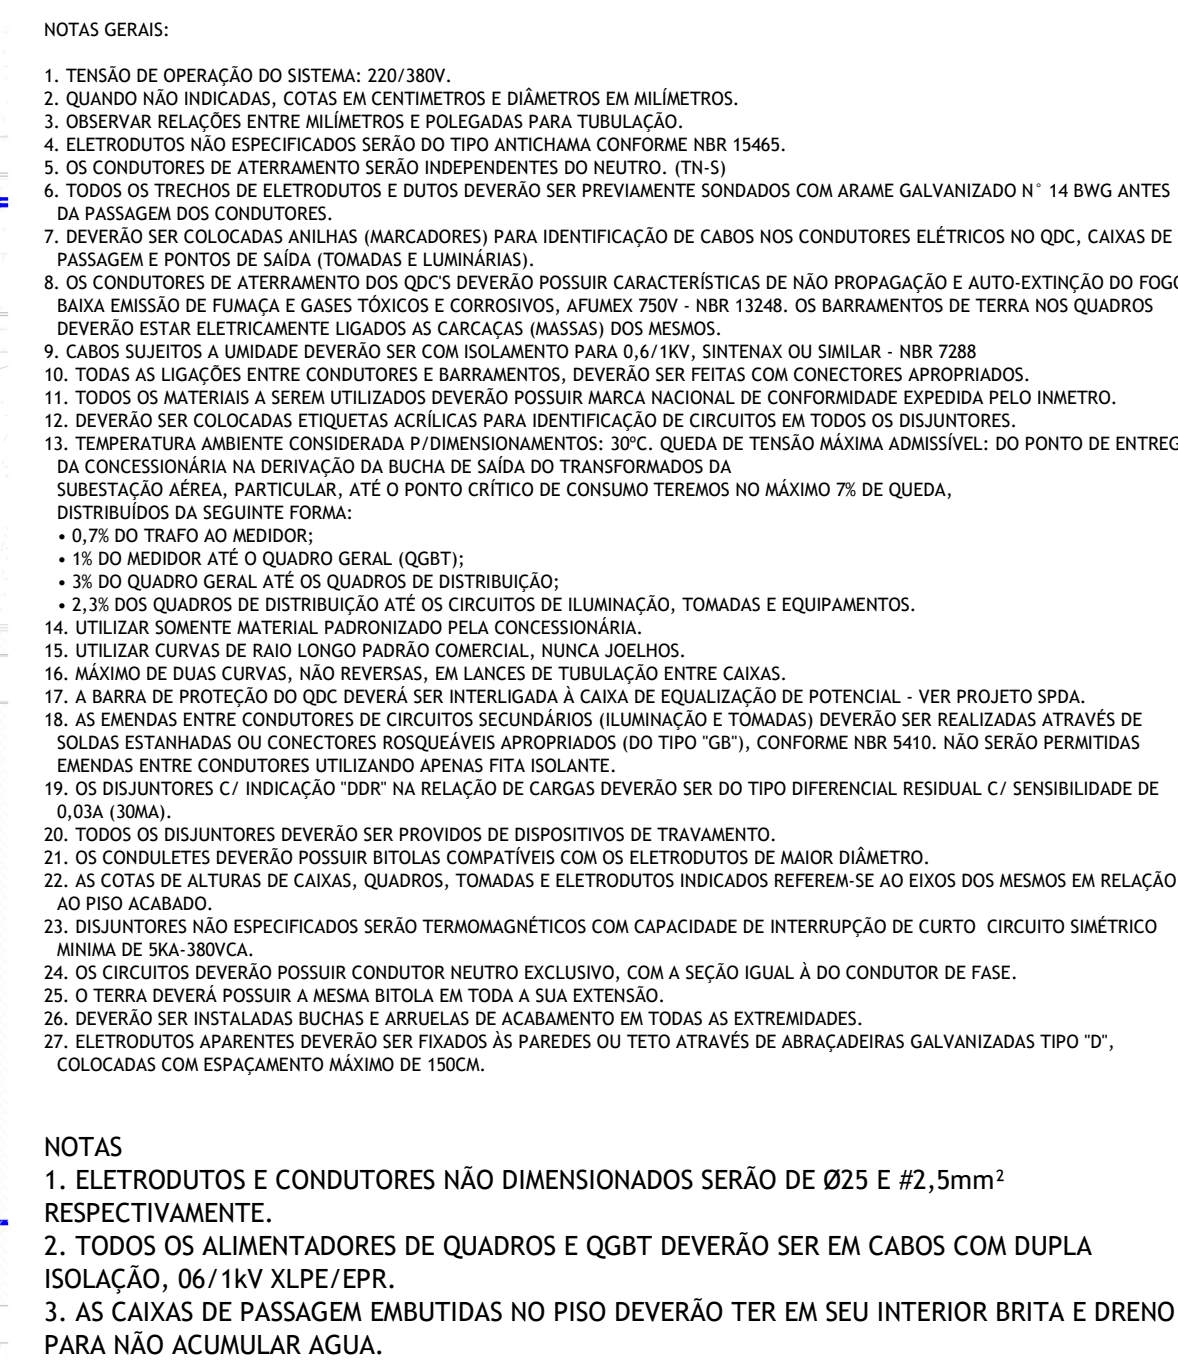 NOTAS GERAIS:
1. TENSÃO DE OPERAÇÃO DO SISTEMA: 220/380V.
2. QUANDO NÃO INDICADAS, COTAS EM CENTIMETROS E DIÂMETROS EM MILÍMETROS.
3. OBSERVAR RELAÇÕES ENTRE MILÍMETROS E POLEGADAS PARA TUBULAÇÃO.
4. ELETRODUTOS NÃO ESPECIFICADOS SERÃO DO TIPO ANTICHAMA CONFORME NBR 15465.
5. OS CONDUTORES DE ATERRAMENTO SERÃO INDEPENDENTES DO NEUTRO. (TN-S)
6. TODOS OS TRECHOS DE ELETRODUTOS E DUTOS DEVERÃO SER PREVIAMENTE SONDADOS COM ARAME GALVANIZADO N° 14 BWG ANTES
DA PASSAGEM DOS CONDUTORES.
7. DEVERÃO SER COLOCADAS ANILHAS (MARCADORES) PARA IDENTIFICAÇÃO DE CABOS NOS CONDUTORES ELÉTRICOS NO QDC, CAIXAS DE
PASSAGEM E PONTOS DE SAÍDA (TOMADAS E LUMINÁRIAS).
8. OS CONDUTORES DE ATERRAMENTO DOS QDC'S DEVERÃO POSSUIR CARACTERÍSTICAS DE NÃO PROPAGAÇÃO E AUTO-EXTINÇÃO DO FOGO
BAIXA EMISSÃO DE FUMAÇA E GASES TÓXICOS E CORROSIVOS, AFUMEX 750V - NBR 13248. OS BARRAMENTOS DE TERRA NOS QUADROS
DEVERÃO ESTAR ELETRICAMENTE LIGADOS AS CARCAÇAS (MASSAS) DOS MESMOS.
9. CABOS SUJEITOS A UMIDADE DEVERÃO SER COM ISOLAMENTO PARA 0,6/1KV, SINTENAX OU SIMILAR - NBR 7288
10. TODAS AS LIGAÇÕES ENTRE CONDUTORES E BARRAMENTOS, DEVERÃO SER FEITAS COM CONECTORES APROPRIADOS.
11. TODOS OS MATERIAIS A SEREM UTILIZADOS DEVERÃO POSSUIR MARCA NACIONAL DE CONFORMIDADE EXPEDIDA PELO INMETRO.
12. DEVERÃO SER COLOCADAS ETIQUETAS ACRÍLICAS PARA IDENTIFICAÇÃO DE CIRCUITOS EM TODOS OS DISJUNTORES.
13. TEMPERATURA AMBIENTE CONSIDERADA P/DIMENSIONAMENTOS: 30ºC. QUEDA DE TENSÃO MÁXIMA ADMISSÍVEL: DO PONTO DE ENTREG
DA CONCESSIONÁRIA NA DERIVAÇÃO DA BUCHA DE SAÍDA DO TRANSFORMADOS DA
SUBESTAÇÃO AÉREA, PARTICULAR, ATÉ O PONTO CRÍTICO DE CONSUMO TEREMOS NO MÁXIMO 7% DE QUEDA,
DISTRIBUÍDOS DA SEGUINTE FORMA:
• 0,7% DO TRAFO AO MEDIDOR;
• 1% DO MEDIDOR ATÉ O QUADRO GERAL (QGBT);
• 3% DO QUADRO GERAL ATÉ OS QUADROS DE DISTRIBUIÇÃO;
• 2,3% DOS QUADROS DE DISTRIBUIÇÃO ATÉ OS CIRCUITOS DE ILUMINAÇÃO, TOMADAS E EQUIPAMENTOS.
14. UTILIZAR SOMENTE MATERIAL PADRONIZADO PELA CONCESSIONÁRIA.
15. UTILIZAR CURVAS DE RAIO LONGO PADRÃO COMERCIAL, NUNCA JOELHOS.
16. MÁXIMO DE DUAS CURVAS, NÃO REVERSAS, EM LANCES DE TUBULAÇÃO ENTRE CAIXAS.
17. A BARRA DE PROTEÇÃO DO QDC DEVERÁ SER INTERLIGADA À CAIXA DE EQUALIZAÇÃO DE POTENCIAL - VER PROJETO SPDA.
18. AS EMENDAS ENTRE CONDUTORES DE CIRCUITOS SECUNDÁRIOS (ILUMINAÇÃO E TOMADAS) DEVERÃO SER REALIZADAS ATRAVÉS DE
SOLDAS ESTANHADAS OU CONECTORES ROSQUEÁVEIS APROPRIADOS (DO TIPO "GB"), CONFORME NBR 5410. NÃO SERÃO PERMITIDAS
EMENDAS ENTRE CONDUTORES UTILIZANDO APENAS FITA ISOLANTE.
19. OS DISJUNTORES C/ INDICAÇÃO "DDR" NA RELAÇÃO DE CARGAS DEVERÃO SER DO TIPO DIFERENCIAL RESIDUAL C/ SENSIBILIDADE DE
0,03A (30MA).
20. TODOS OS DISJUNTORES DEVERÃO SER PROVIDOS DE DISPOSITIVOS DE TRAVAMENTO.
21. OS CONDULETES DEVERÃO POSSUIR BITOLAS COMPATÍVEIS COM OS ELETRODUTOS DE MAIOR DIÂMETRO.
22. AS COTAS DE ALTURAS DE CAIXAS, QUADROS, TOMADAS E ELETRODUTOS INDICADOS REFEREM-SE AO EIXOS DOS MESMOS EM RELAÇÃO
AO PISO ACABADO.
23. DISJUNTORES NÃO ESPECIFICADOS SERÃO TERMOMAGNÉTICOS COM CAPACIDADE DE INTERRUPÇÃO DE CURTO  CIRCUITO SIMÉTRICO
MINIMA DE 5KA-380VCA.
24. OS CIRCUITOS DEVERÃO POSSUIR CONDUTOR NEUTRO EXCLUSIVO, COM A SEÇÃO IGUAL À DO CONDUTOR DE FASE.
25. O TERRA DEVERÁ POSSUIR A MESMA BITOLA EM TODA A SUA EXTENSÃO.
26. DEVERÃO SER INSTALADAS BUCHAS E ARRUELAS DE ACABAMENTO EM TODAS AS EXTREMIDADES.
27. ELETRODUTOS APARENTES DEVERÃO SER FIXADOS ÀS PAREDES OU TETO ATRAVÉS DE ABRAÇADEIRAS GALVANIZADAS TIPO "D",
COLOCADAS COM ESPAÇAMENTO MÁXIMO DE 150CM.
NOTAS
1. ELETRODUTOS E CONDUTORES NÃO DIMENSIONADOS SERÃO DE Ø25 E #2,5mm²
RESPECTIVAMENTE.
2. TODOS OS ALIMENTADORES DE QUADROS E QGBT DEVERÃO SER EM CABOS COM DUPLA
ISOLAÇÃO, 06/1kV XLPE/EPR.
3. AS CAIXAS DE PASSAGEM EMBUTIDAS NO PISO DEVERÃO TER EM SEU INTERIOR BRITA E DRENO
PARA NÃO ACUMULAR AGUA.